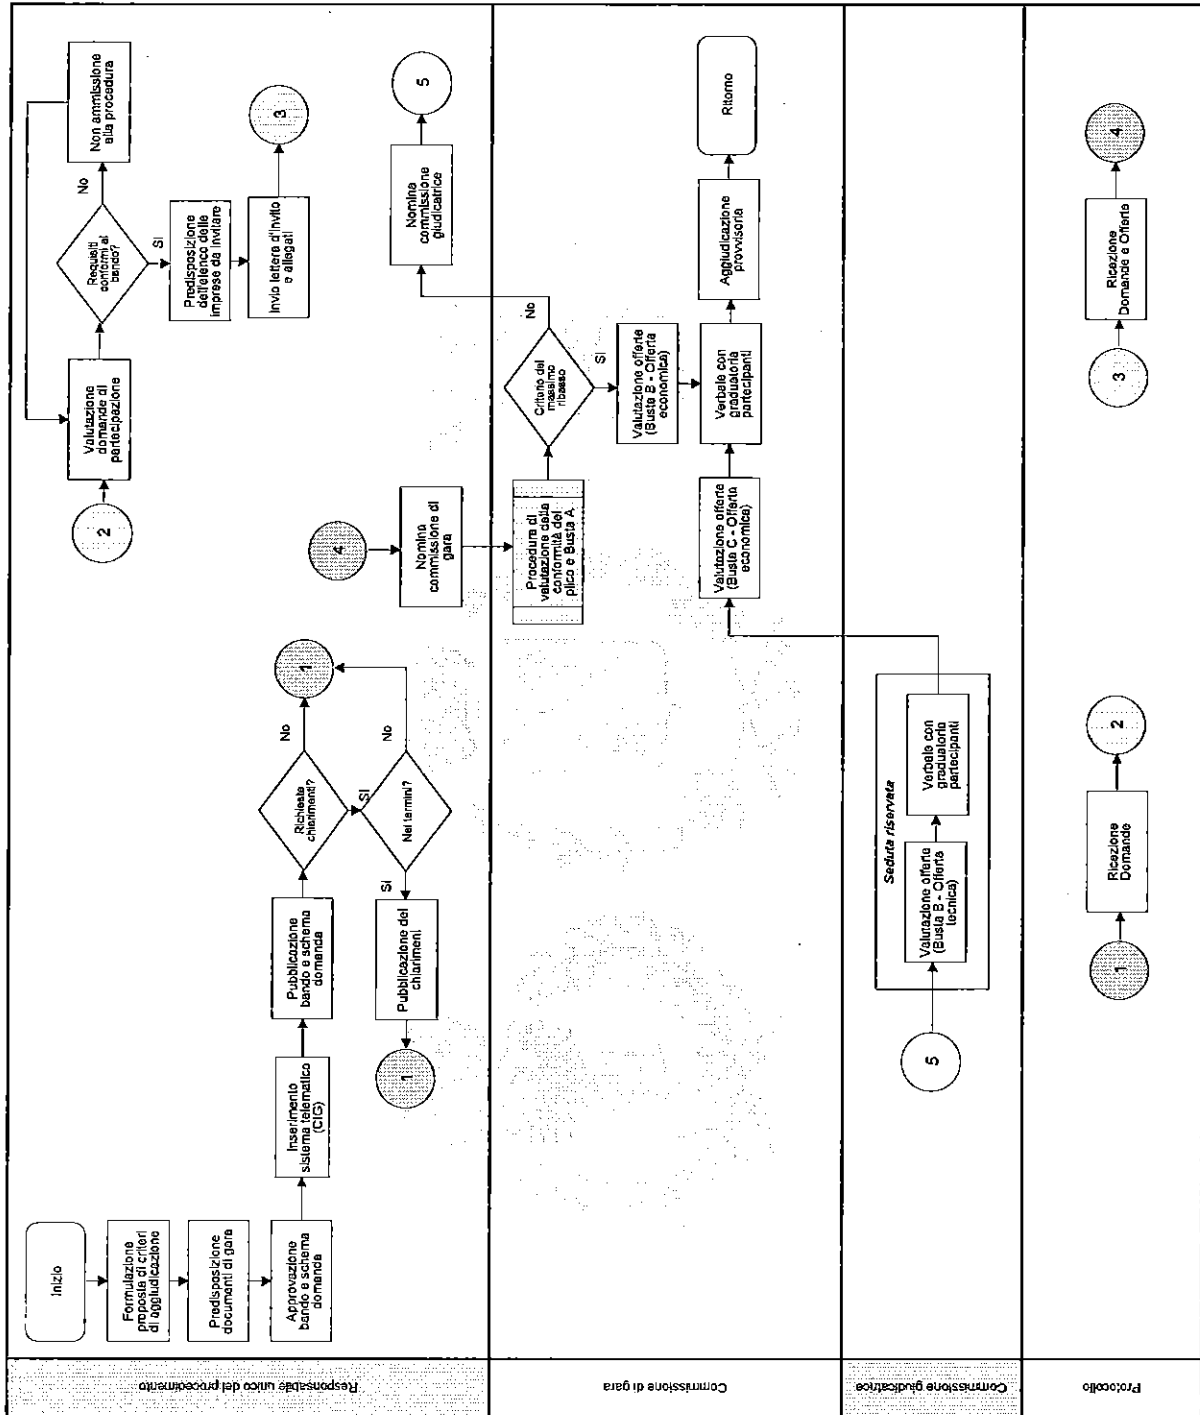 Responsabile unico del procedimento
Inizio
Formulazione
proposta di criteri
di aggiudicazione
Predisposizione
documenti di gara
Approvazione
bando e schema
domanda
Inserimento
sistema telematico
(CIG)
Pubblicazione
bando e schema
domanda
Richieste
chiarimenti?
No
1
Si
Nei termini?
No
Si
Pubblicazione dei
chiarimeni
1
2
Valutazione
domande di
partecipazione
Requisiti
conformi al
bando?
No
Non ammissione
alla procedura
Si
Predisposizione
dell'elenco delle
imprese da invitare
Invio lettera d'invito
e allegati
3
4
Nomina
commissione di
gara
Nomina
commissione
giudicatrice
5
Commissione di gara
Procedura di
valutazione della
conformità del
plico e Busta A
Criterio del
massimo
ribasso
No
Si
Valutazione offerte
(Busta B - Offerta
economica)
Valutazione offerte
(Busta C - Offerta
economica)
Verbale con
graduatoria
partecipanti
Aggiudicazione
provvisoria
Ritorno
Commissione giudicatrice
5
Seduta riservata
Valutazione offerte
(Busta B - Offerta
tecnica)
Verbale con
graduatoria
partecipanti
Protocollo
1
Ricezione
Domande
2
3
Ricezione
Domande e Offerte
4